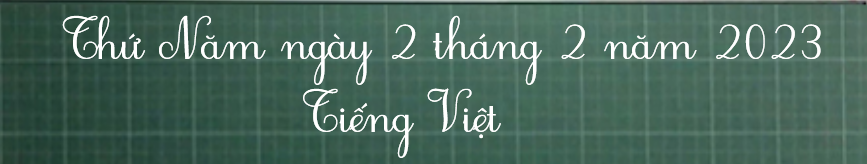 Thứ Năm ngày 2 tháng 2 năm 2023
Tiếng Việt